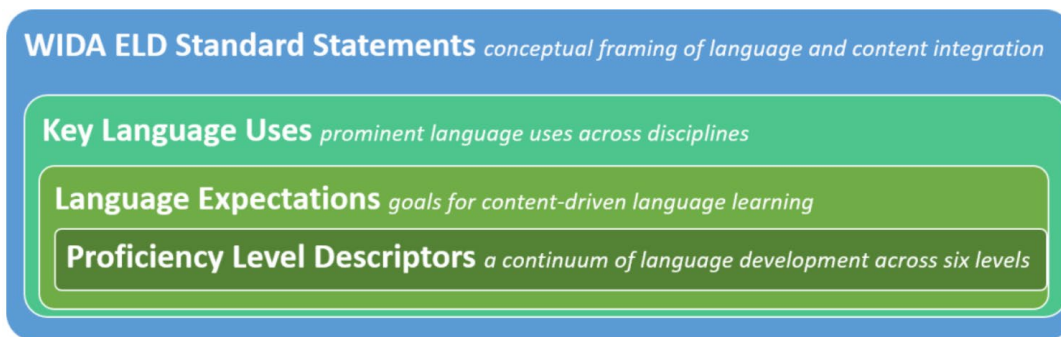 WIDA ELD Standard Statements conceptual framing of language and content integration
Key Language Uses prominent language uses across disciplines
Language Expectations goals for content-driven language learning
Proficiency Level Descriptors a continuum of language development across six levels